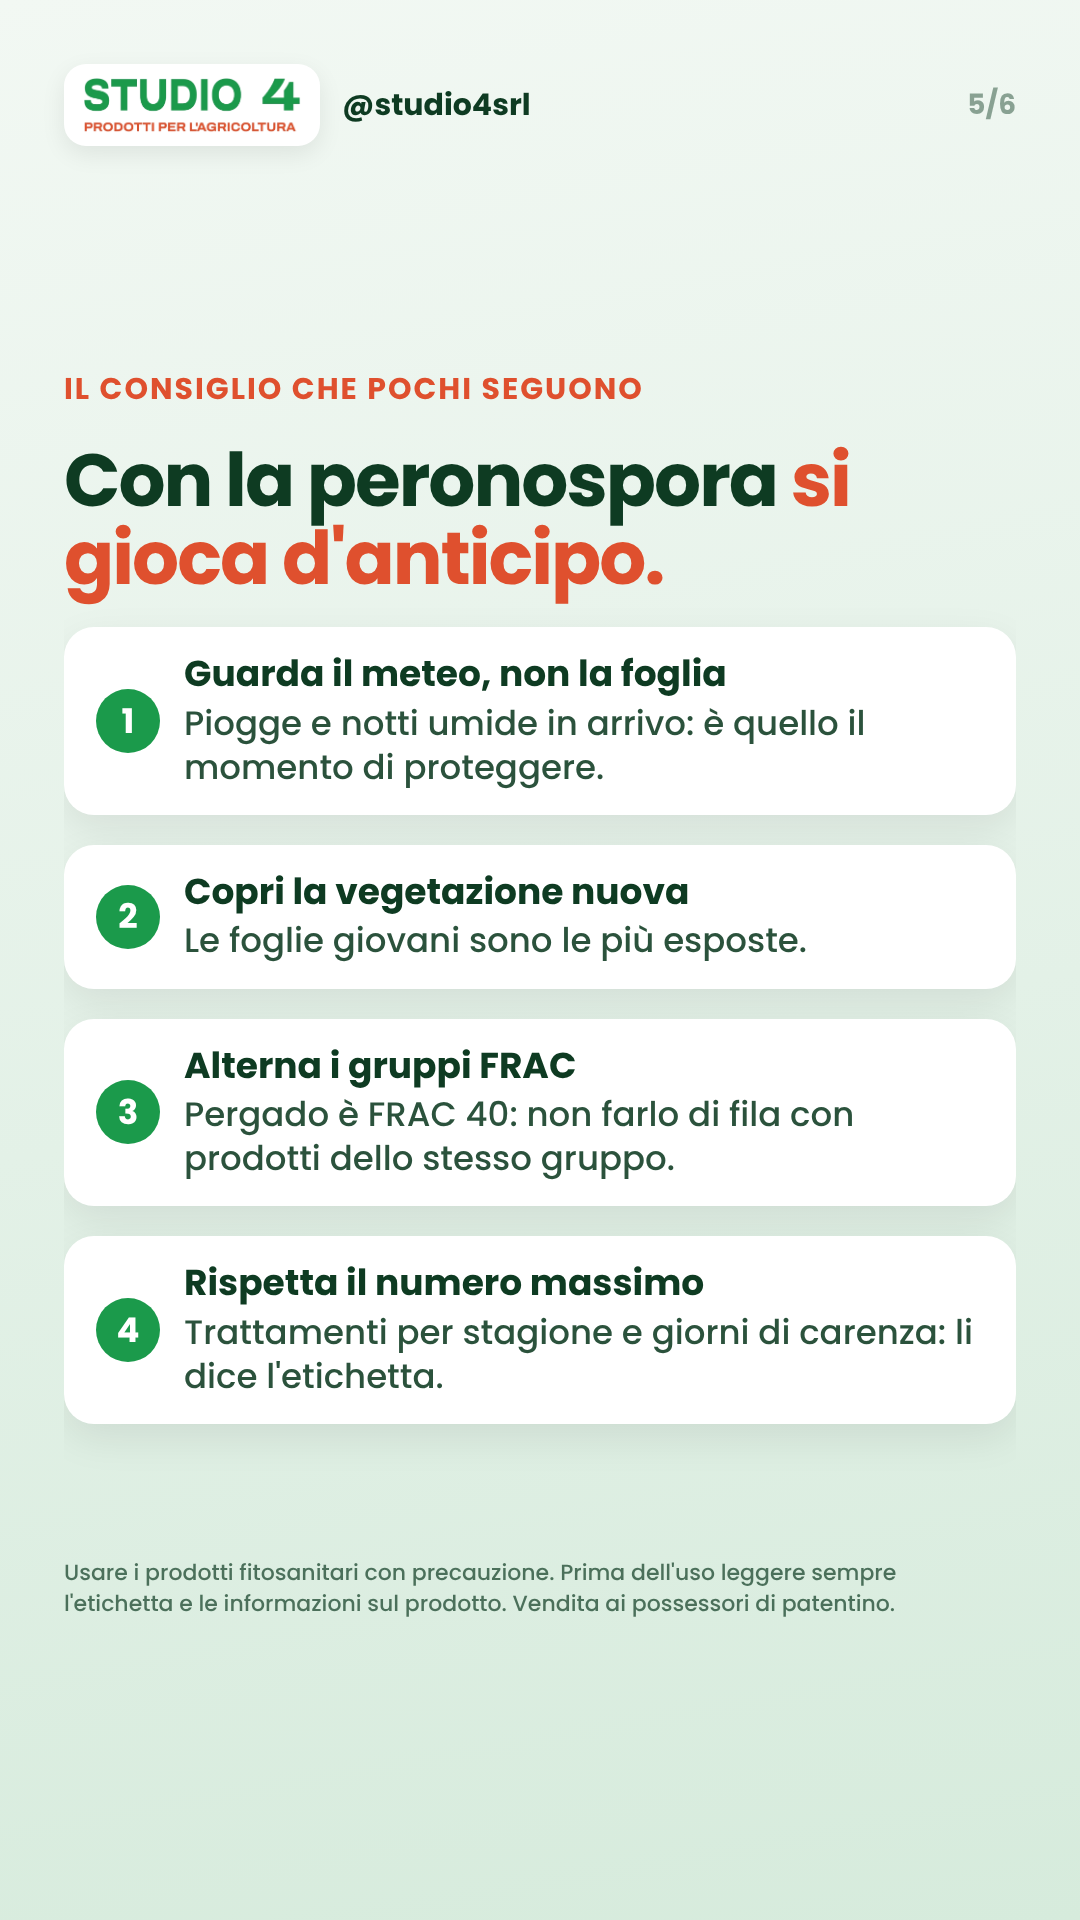 STUDIO 4
PRODOTTI PER L'AGRICOLTURA
@studio4srl
5/6
IL CONSIGLIO CHE POCHI SEGUONO
Con la peronospora si
gioca d'anticipo.
1
Guarda il meteo, non la foglia
Piogge e notti umide in arrivo: è quello il
momento di proteggere.
2
Copri la vegetazione nuova
Le foglie giovani sono le più esposte.
3
Alterna i gruppi FRAC
Pergado è FRAC 40: non farlo di fila con
prodotti dello stesso gruppo.
4
Rispetta il numero massimo
Trattamenti per stagione e giorni di carenza: li
dice l'etichetta.
Usare i prodotti fitosanitari con precauzione. Prima dell'uso leggere sempre
l'etichetta e le informazioni sul prodotto. Vendita ai possessori di patentino.